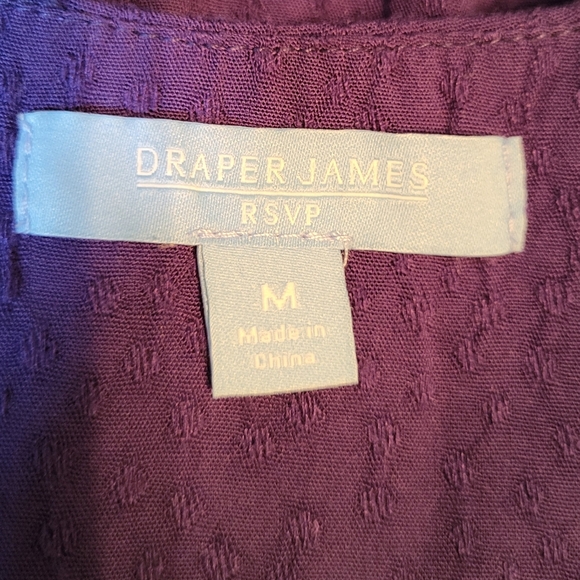 DRAPER JAMES
RSVP
M
Made in
China